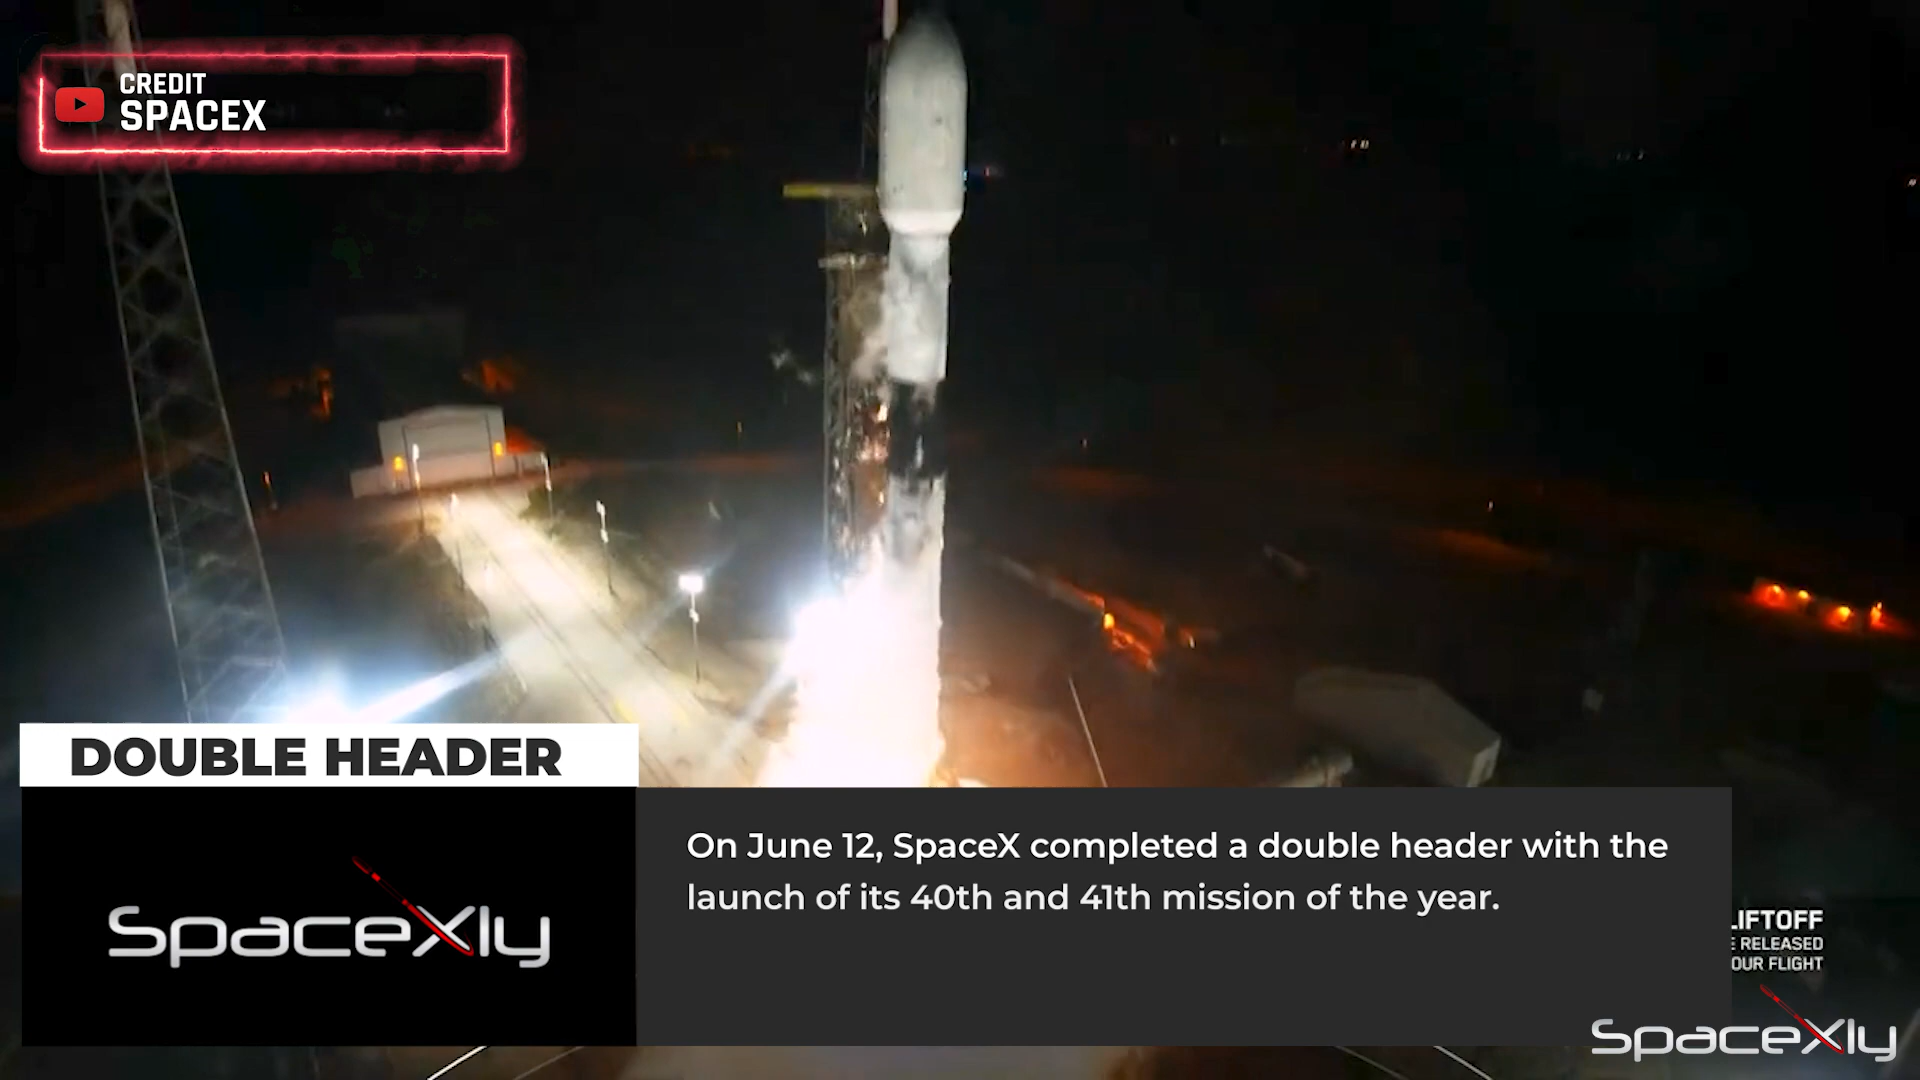 CREDIT
SPACEX
DOUBLE HEADER
SpaceXly
On June 12, SpaceX completed a double header with the
launch of its 40th and 41th mission of the year.
LIFTOFF
RELEASED
OUR FLIGHT
SpaceXly